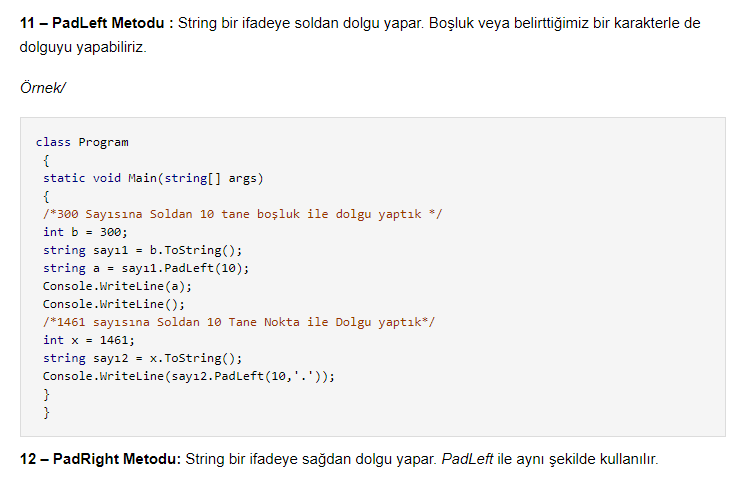 11 – PadLeft Metodu : String bir ifadeye soldan dolgu yapar. Boşluk veya belirttiğimiz bir karakterle de
dolguyu yapabiliriz.
Örnek/
class Program
{
static void Main(string[] args)
{
/*300 Sayısına Soldan 10 tane boşluk ile dolgu yaptık */
int b = 300;
string sayı1 = b.ToString();
string a = sayı1.PadLeft(10);
Console.WriteLine(a);
Console.WriteLine();
/*1461 sayısına Soldan 10 Tane Nokta ile Dolgu yaptık*/
int x = 1461;
string sayı2 = x.ToString();
Console.WriteLine(sayı2.PadLeft(10,'.'));
}
}
12 – PadRight Metodu: String bir ifadeye sağdan dolgu yapar. PadLeft ile aynı şekilde kullanılır.